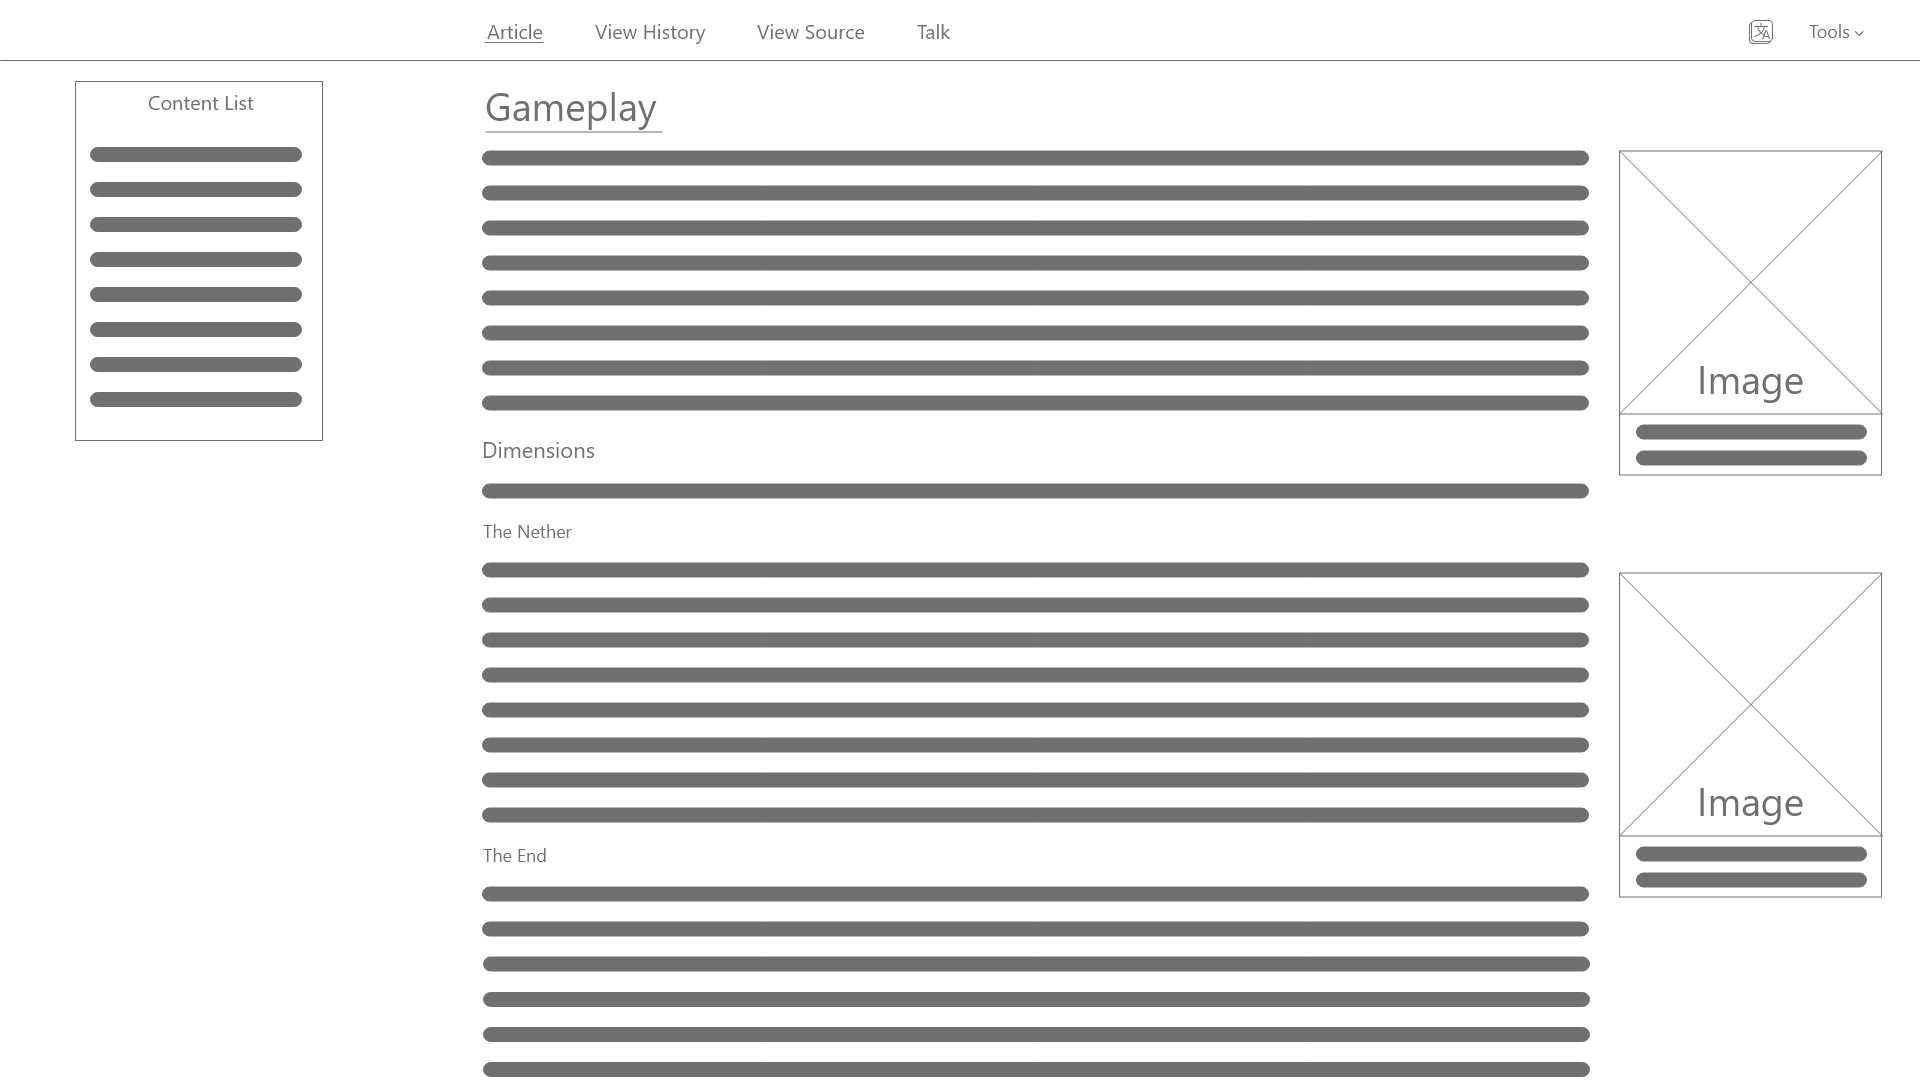 Article View History View Source Talk Tools
Content List
Gameplay
Image
Dimensions
The Nether
Image
The End